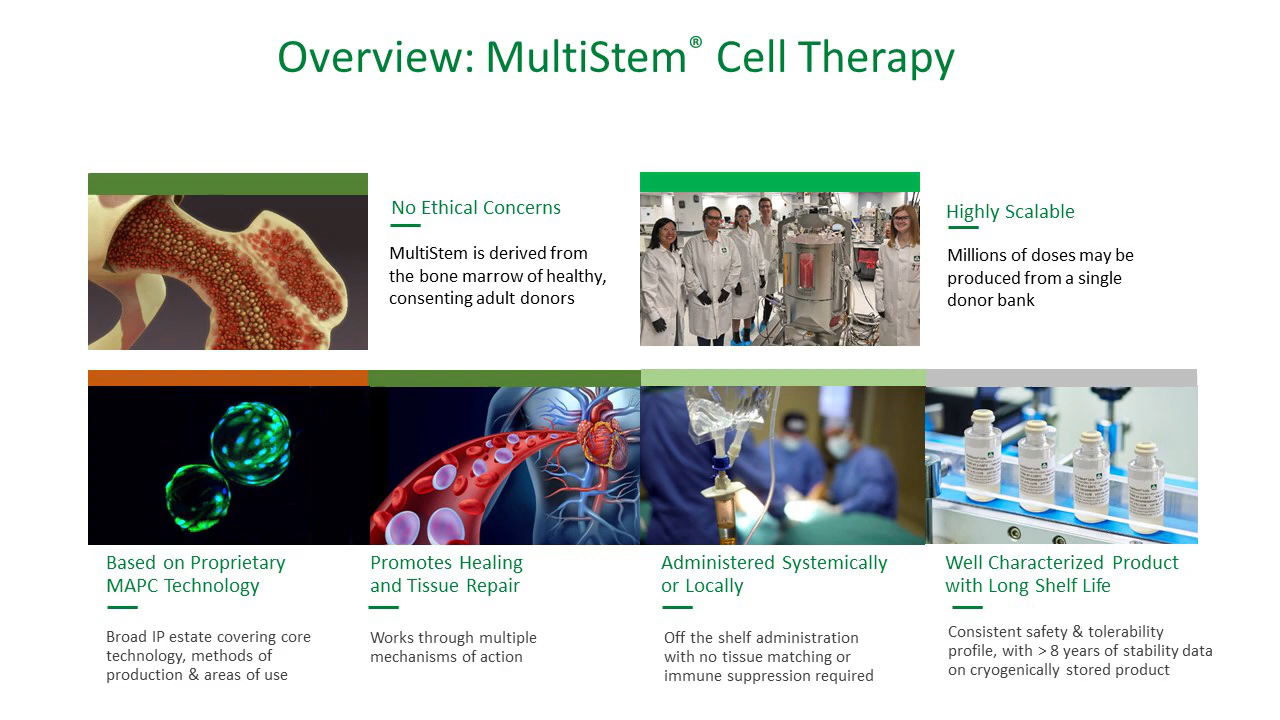 Overview: MultiStem® Cell Therapy
No Ethical Concerns
MultiStem is derived from
the bone marrow of healthy,
consenting adult donors
Highly Scalable
Millions of doses may be
produced from a single
donor bank
Based on Proprietary
MAPC Technology
Broad IP estate covering core
technology, methods of
production & areas of use
Promotes Healing
and Tissue Repair
Works through multiple
mechanisms of action
Administered Systemically
or Locally
Off the shelf administration
with no tissue matching or
immune suppression required
Well Characterized Product
with Long Shelf Life
Consistent safety & tolerability
profile, with > 8 years of stability data
on cryogenically stored product